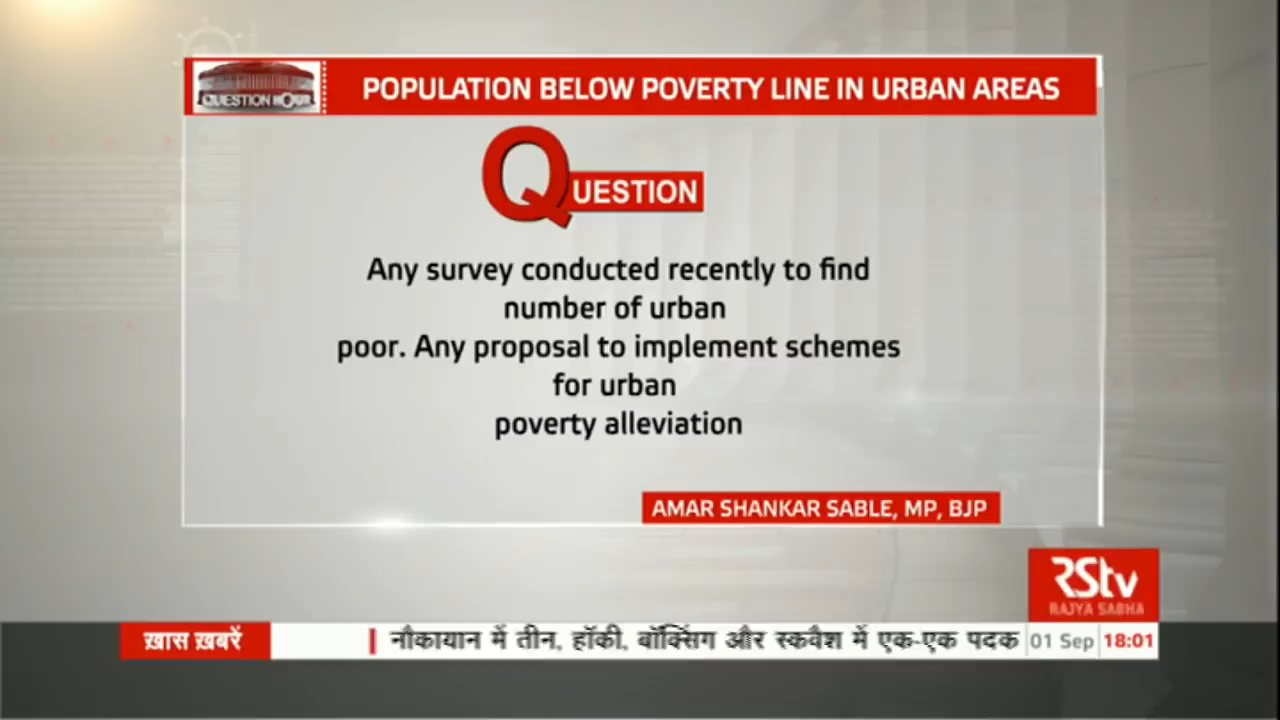 QUESTION HOUR
POPULATION BELOW POVERTY LINE IN URBAN AREAS
QUESTION
Any survey conducted recently to find
number of urban
poor. Any proposal to implement schemes
for urban
poverty alleviation
AMAR SHANKAR SABLE, MP, BJP
RStv
RAJYA SABHA
ख़ास ख़बरें
नौकायान में तीन, हॉकी, बॉक्सिंग और स्कवैश में एक-एक पदक
01 Sep 18:01